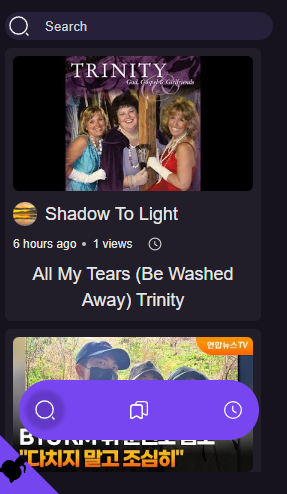 Search
TRINITY
God, Gospel & Girlfriends
Shadow To Light
6 hours ago • 1 views
All My Tears (Be Washed
Away) Trinity
연합뉴스TV
"다치지 말고 조심히"